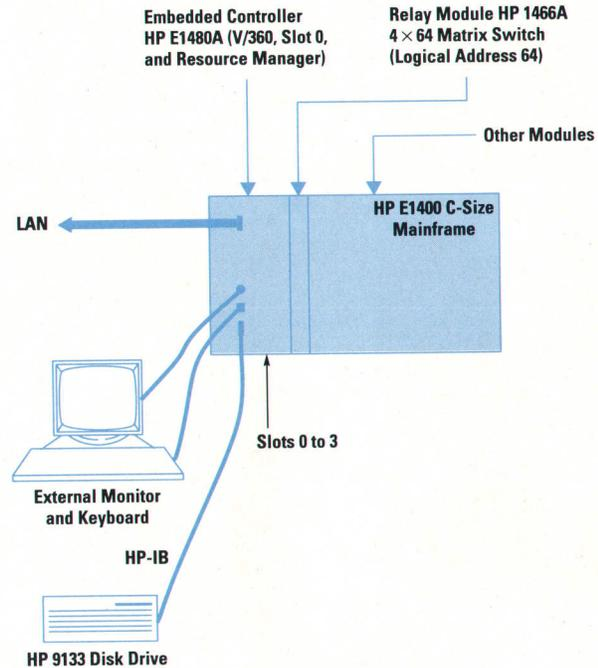 Embedded Controller
HP E1480A (V/360, Slot 0,
and Resource Manager)
Relay Module HP 1466A
4 × 64 Matrix Switch
(Logical Address 64)
Other Modules
HP E1400 C-Size
Mainframe
LAN
Slots 0 to 3
External Monitor
and Keyboard
HP-IB
HP 9133 Disk Drive